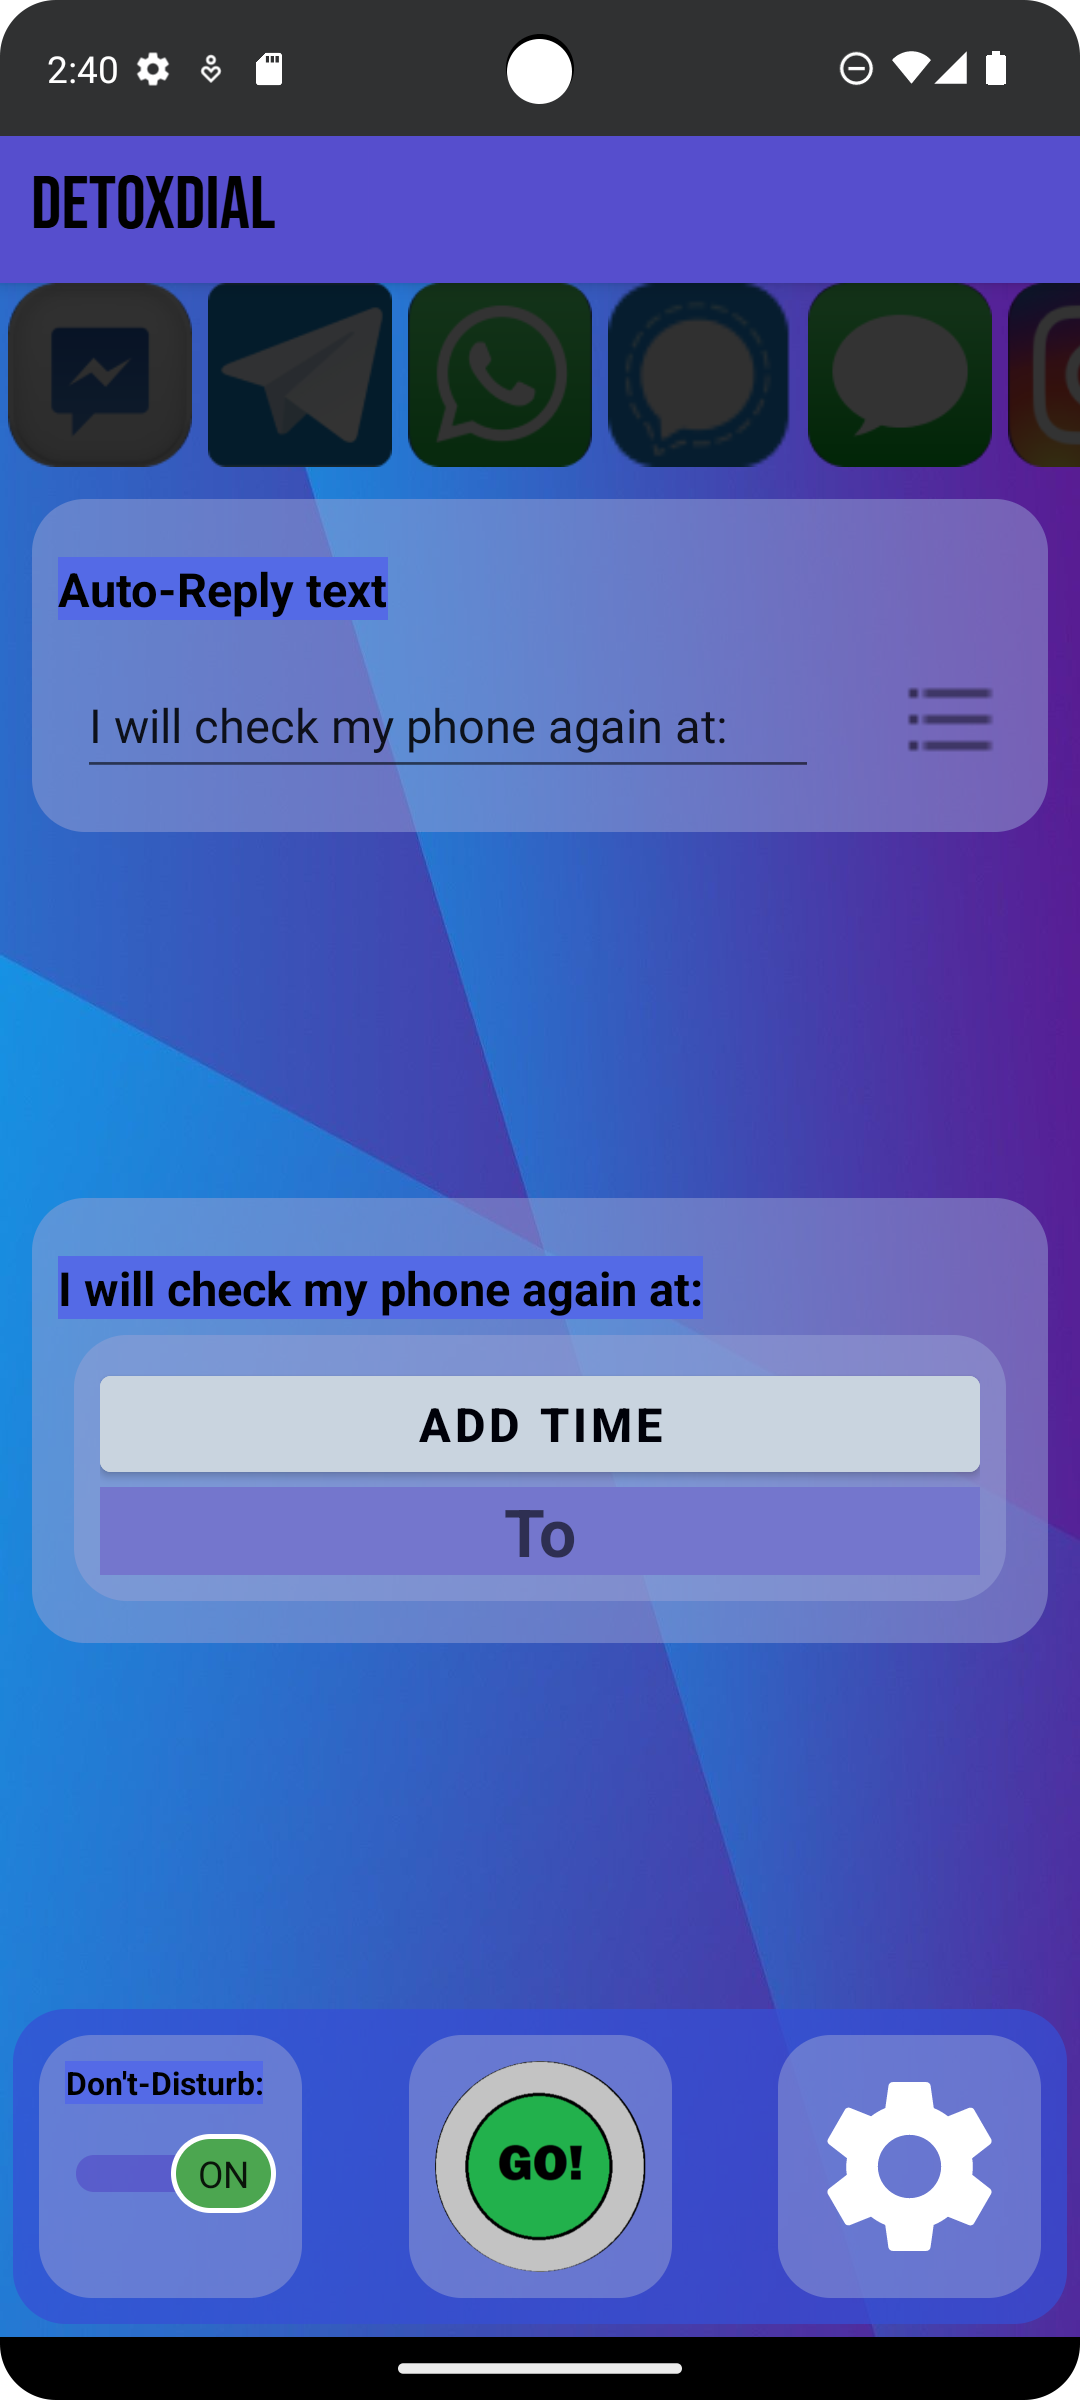 2:40
DETOXDIAL
Auto-Reply text
I will check my phone again at:
I will check my phone again at:
ADD TIME
To
Don't-Disturb:
ON
GO!